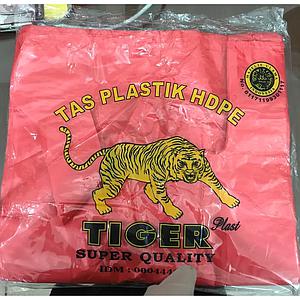 TAS PLASTIK HDPE
TIGER Plast
SUPER QUALITY